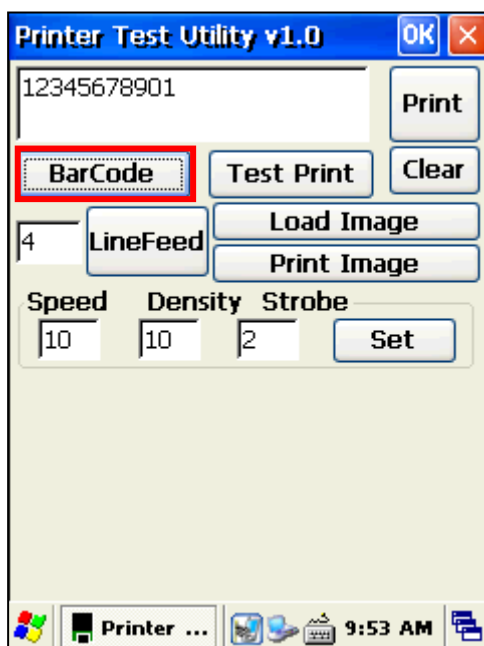 Printer Test Utility v1.0 OK
12345678901
Print
BarCode Test Print Clear
4 LineFeed Load Image
Print Image
Speed Density Strobe
10 10 2 Set
Printer ... 9:53 AM